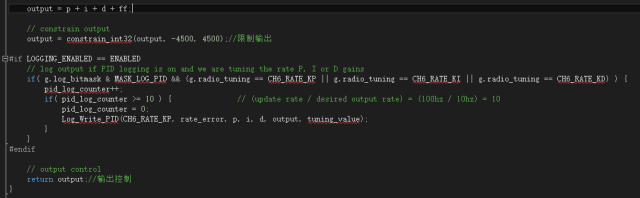 output = p + i + d + ff;
// constrain output
output = constrain_int32(output, -4500, 4500);//限制输出
#if LOGGING_ENABLED == ENABLED
// log output if PID logging is on and we are tuning the rate P, I or D gains
if( g.log_bitmask & MASK_LOG_PID && (g.radio_tuning == CH6_RATE_KP || g.radio_tuning == CH6_RATE_KI || g.radio_tuning == CH6_RATE_KD) ) {
pid_log_counter++;
if( pid_log_counter >= 10 ) { // (update rate / desired output rate) = (100hz / 10hz) = 10
pid_log_counter = 0;
Log_Write_PID(CH6_RATE_KP, rate_error, p, i, d, output, tuning_value);
}
}
#endif
// output control
return output;//输出控制
}